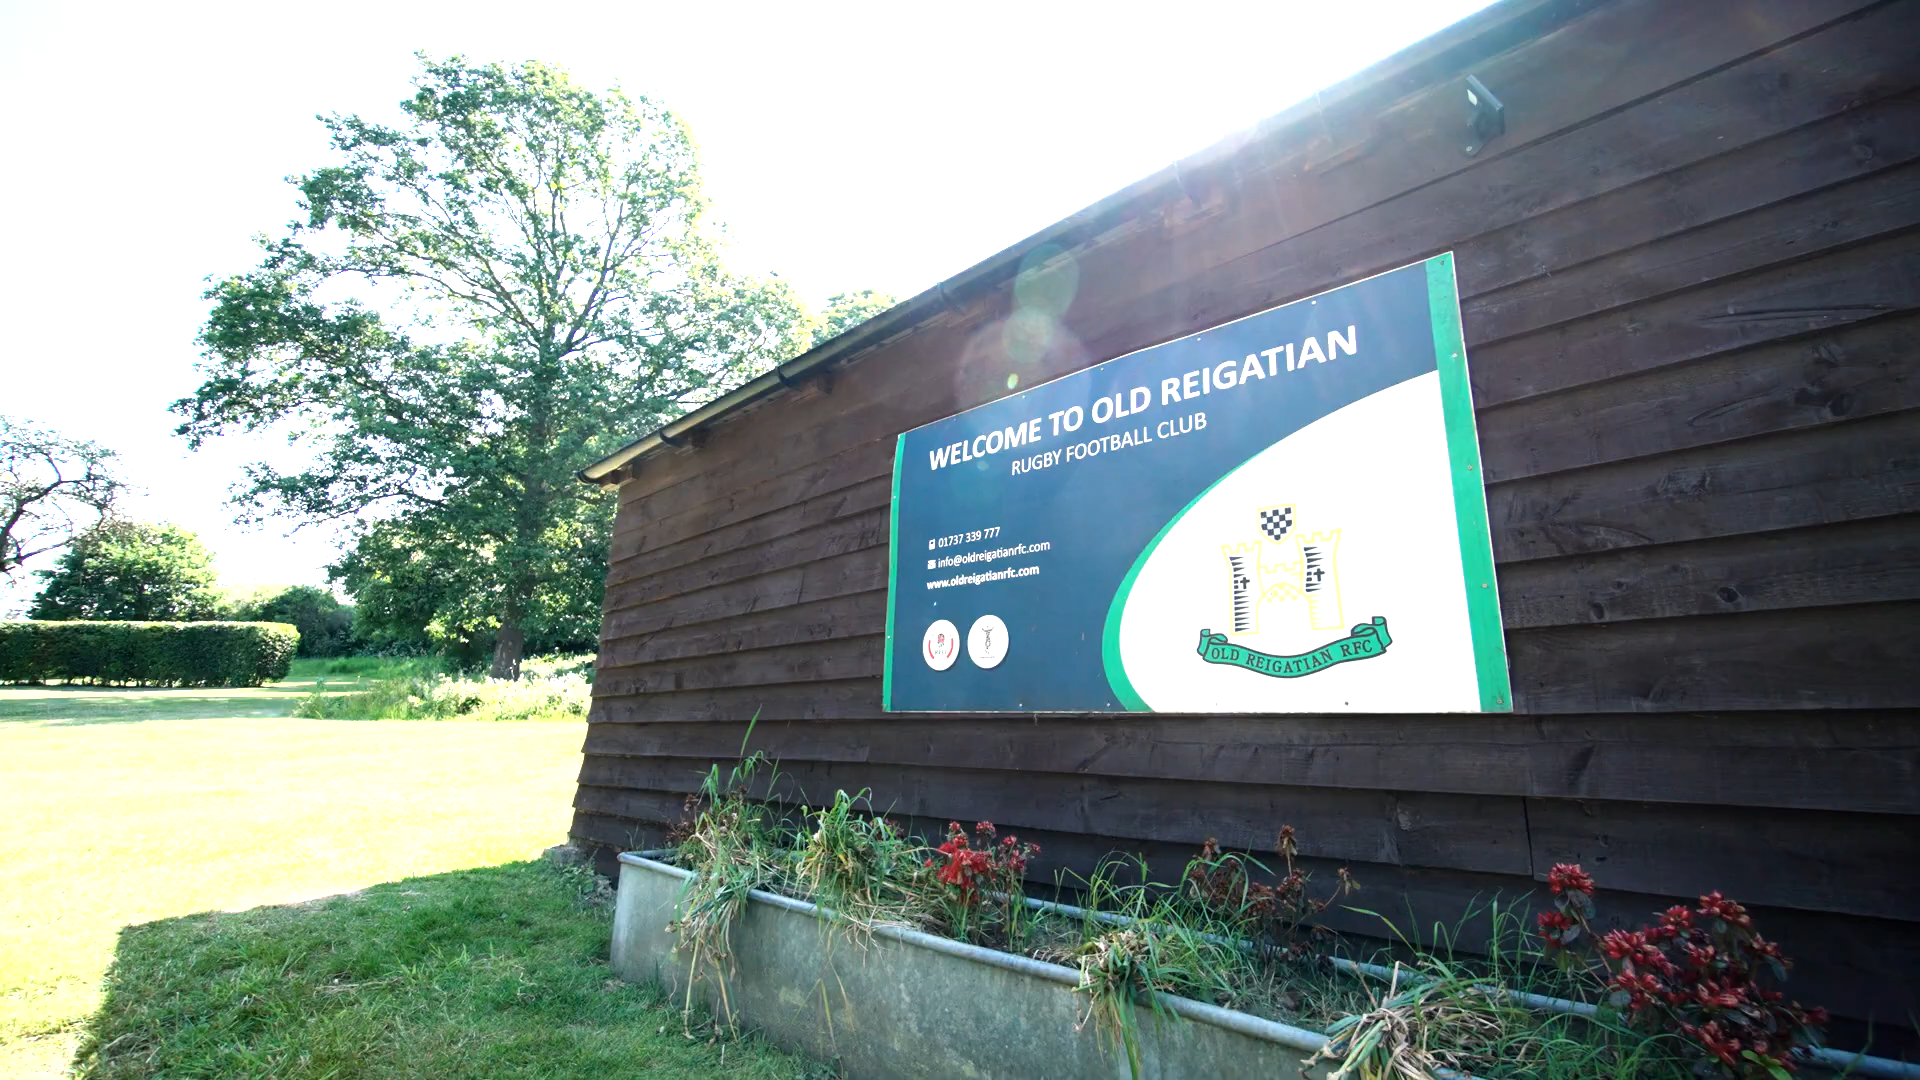 WELCOME TO OLD REIGATIAN
RUGBY FOOTBALL CLUB
01737 339 777
info@oldreigatianrfc.com
www.oldreigatianrfc.com
OLD REIGATIAN RFC